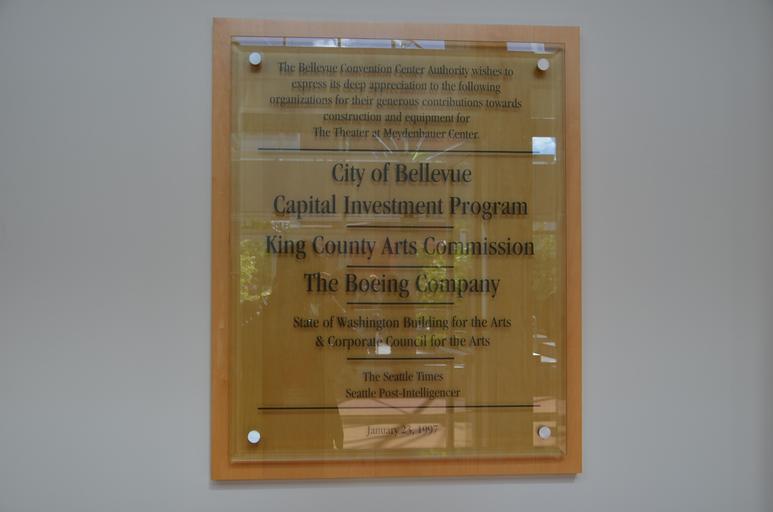 The Bellevue Convention Center Authority wishes to
express its deep appreciation to the following
organizations for their generous contributions towards
construction and equipment for
The Theater at Meydenbauer Center.
City of Bellevue
Capital Investment Program
King County Arts Commission
The Boeing Company
State of Washington Building for the Arts
& Corporate Council for the Arts
The Seattle Times
Seattle Post-Intelligencer
January 23, 1997